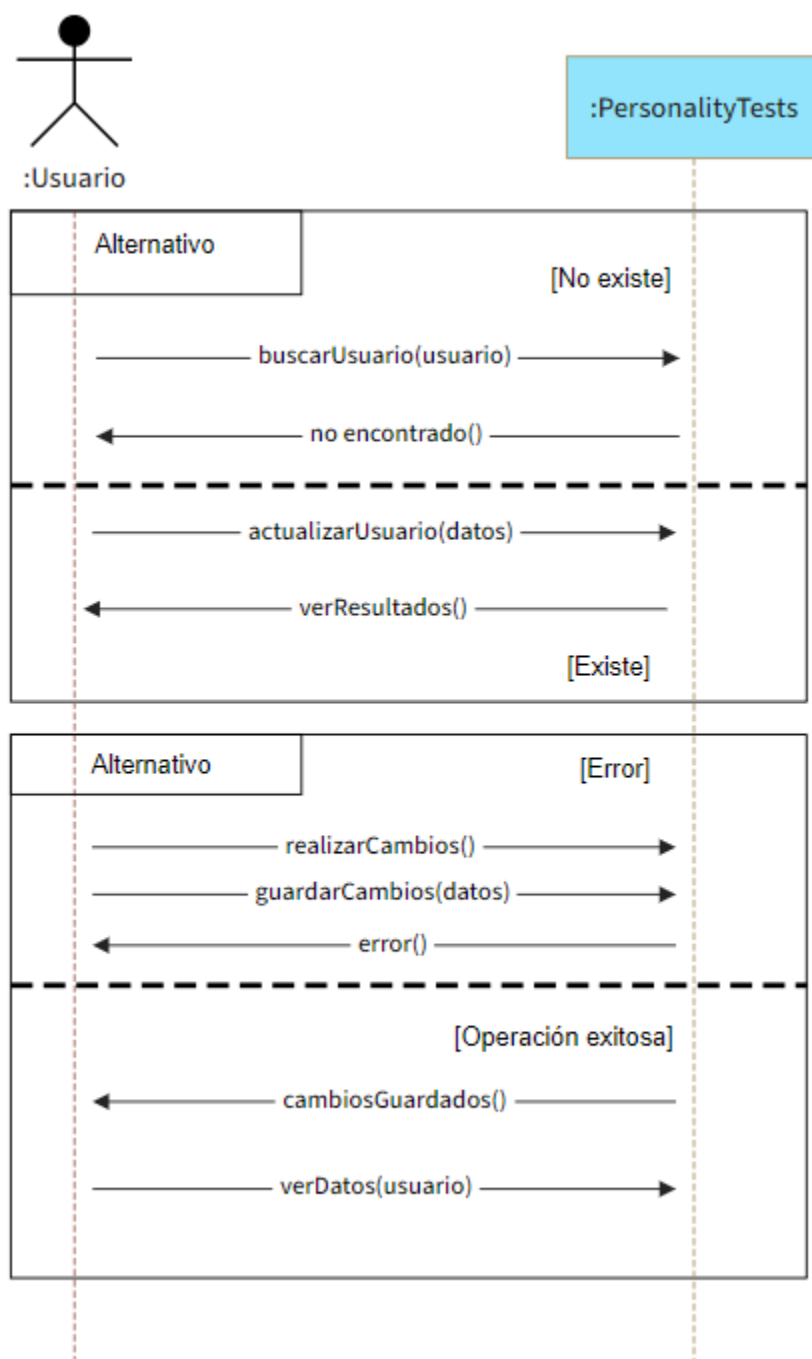 :Usuario
:PersonalityTests
Alternativo
[No existe]
buscarUsuario(usuario)
no encontrado()
actualizarUsuario(datos)
verResultados()
[Existe]
Alternativo
[Error]
realizarCambios()
guardarCambios(datos)
error()
[Operación exitosa]
cambiosGuardados()
verDatos(usuario)